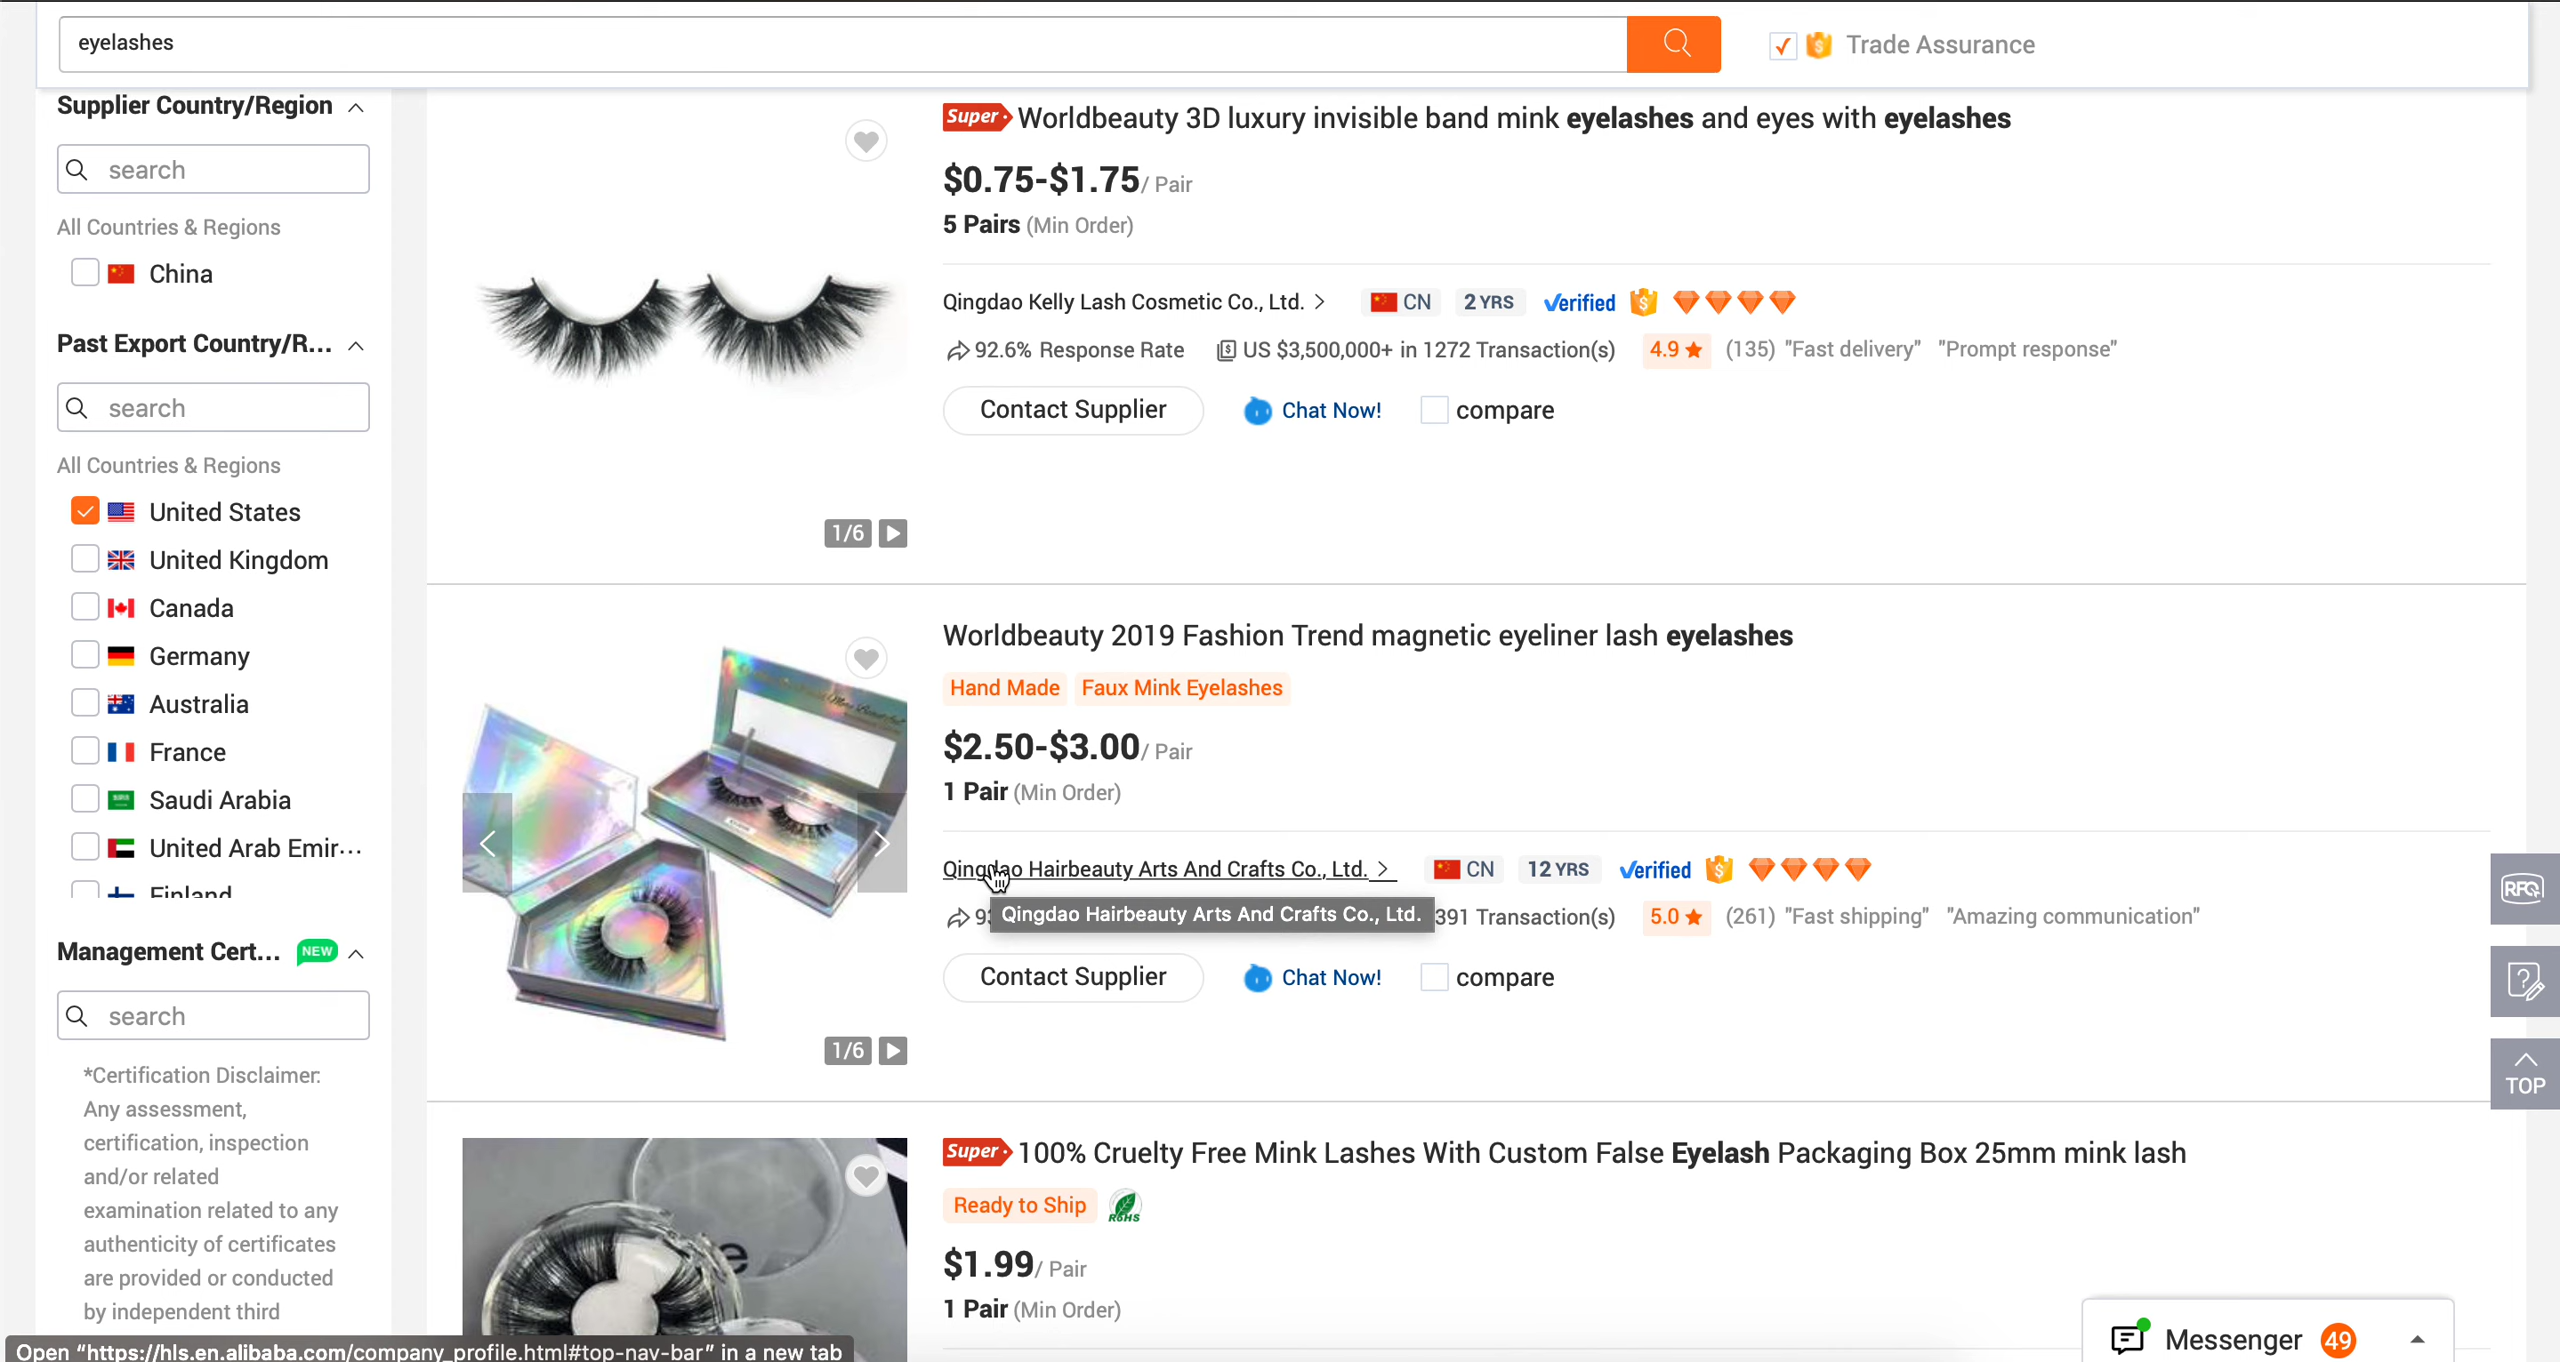 eyelashes
Trade Assurance
Supplier Country/Region
search
All Countries & Regions
China
Past Export Country/R...
search
All Countries & Regions
United States
United Kingdom
Canada
Germany
Australia
France
Saudi Arabia
United Arab Emir...
Finland
Management Cert... NEW
search
*Certification Disclaimer:
Any assessment,
certification, inspection
and/or related
examination related to any
authenticity of certificates
are provided or conducted
by independent third
Super Worldbeauty 3D luxury invisible band mink eyelashes and eyes with eyelashes
$0.75-$1.75/ Pair
5 Pairs (Min Order)
Qingdao Kelly Lash Cosmetic Co., Ltd. > CN 2 YRS Verified
92.6% Response Rate US $3,500,000+ in 1272 Transaction(s) 4.9 (135) "Fast delivery" "Prompt response"
Contact Supplier Chat Now! compare
1/6
Worldbeauty 2019 Fashion Trend magnetic eyeliner lash eyelashes
Hand Made Faux Mink Eyelashes
$2.50-$3.00/ Pair
1 Pair (Min Order)
Qingdao Hairbeauty Arts And Crafts Co., Ltd. > CN 12 YRS Verified
Qingdao Hairbeauty Arts And Crafts Co., Ltd. 391 Transaction(s) 5.0 (261) "Fast shipping" "Amazing communication"
Contact Supplier Chat Now! compare
1/6
Super 100% Cruelty Free Mink Lashes With Custom False Eyelash Packaging Box 25mm mink lash
Ready to Ship RoHS
$1.99/ Pair
1 Pair (Min Order)
RFQ
TOP
Messenger 49
Open "https://hls.en.alibaba.com/company_profile.html#top-nav-bar" in a new tab